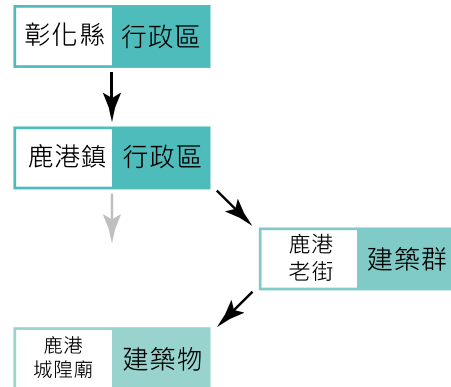 彰化縣 行政區
鹿港鎮 行政區
鹿港
老街
建築群
鹿港
城隍廟
建築物